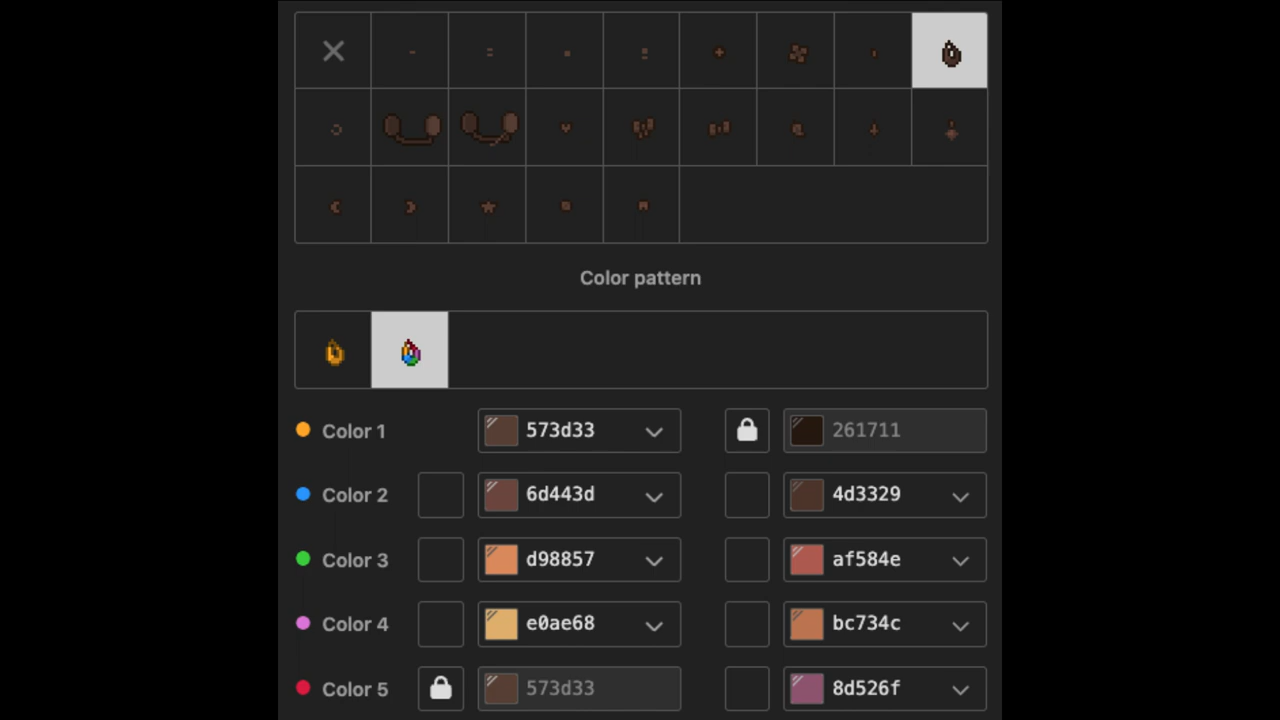 Color pattern
Color 1 573d33 261711
Color 2 6d443d 4d3329
Color 3 d98857 af584e
Color 4 e0ae68 bc734c
Color 5 573d33 8d526f